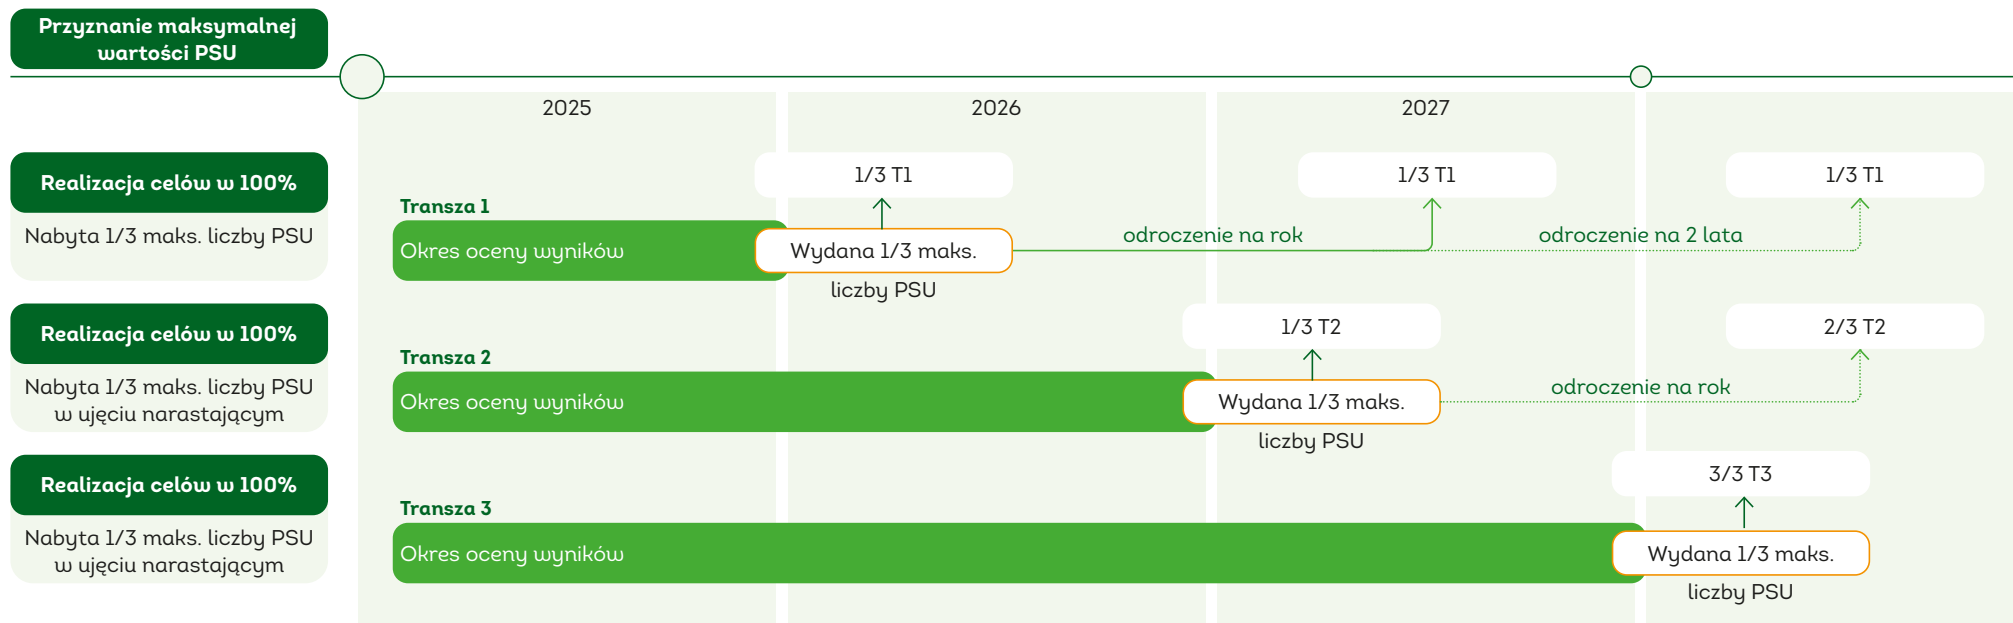 Przyznanie maksymalnej
wartości PSU
2025
2026
2027
Realizacja celów w 100%
Nabyta 1/3 maks. liczby PSU
Transza 1
Okres oceny wyników
1/3 T1
Wydana 1/3 maks.
liczby PSU
odroczenie na rok
1/3 T1
odroczenie na 2 lata
1/3 T1
Realizacja celów w 100%
Nabyta 1/3 maks. liczby PSU
w ujęciu narastającym
Transza 2
Okres oceny wyników
1/3 T2
Wydana 1/3 maks.
liczby PSU
odroczenie na rok
2/3 T2
Realizacja celów w 100%
Nabyta 1/3 maks. liczby PSU
w ujęciu narastającym
Transza 3
Okres oceny wyników
3/3 T3
Wydana 1/3 maks.
liczby PSU